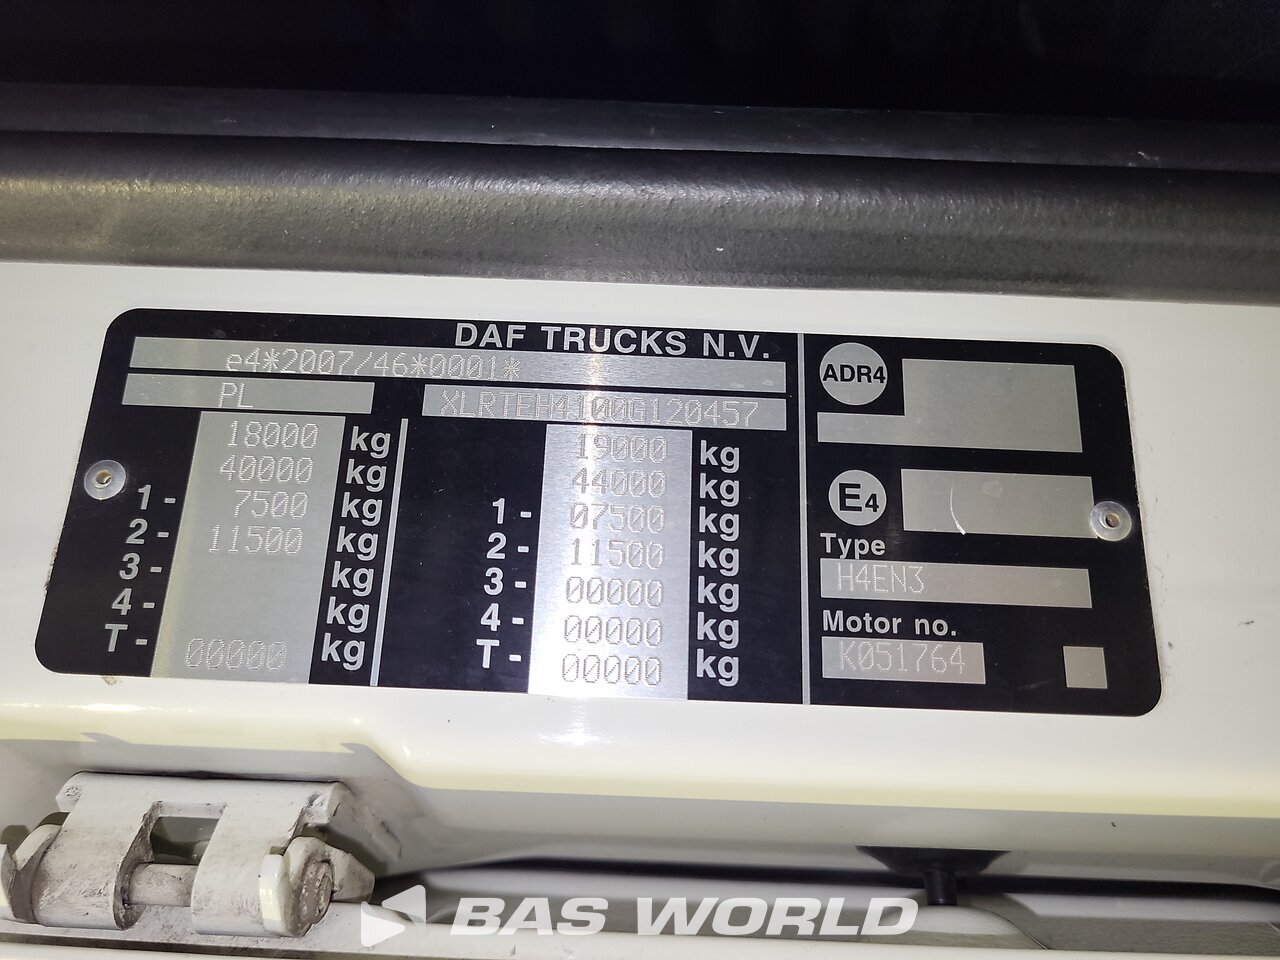 DAF TRUCKS N.V.
e4*2007/46*0001*
PL
XLRTEH4100G120457
18000 kg
40000 kg
1- 7500 kg
2- 11500 kg
3- kg
4- kg
T- 00000 kg
19000 kg
44000 kg
1- 07500 kg
2- 11500 kg
3- 00000 kg
4- 00000 kg
T- 00000 kg
ADR4
E4
Type
H4EN3
Motor no.
K051764
BAS WORLD